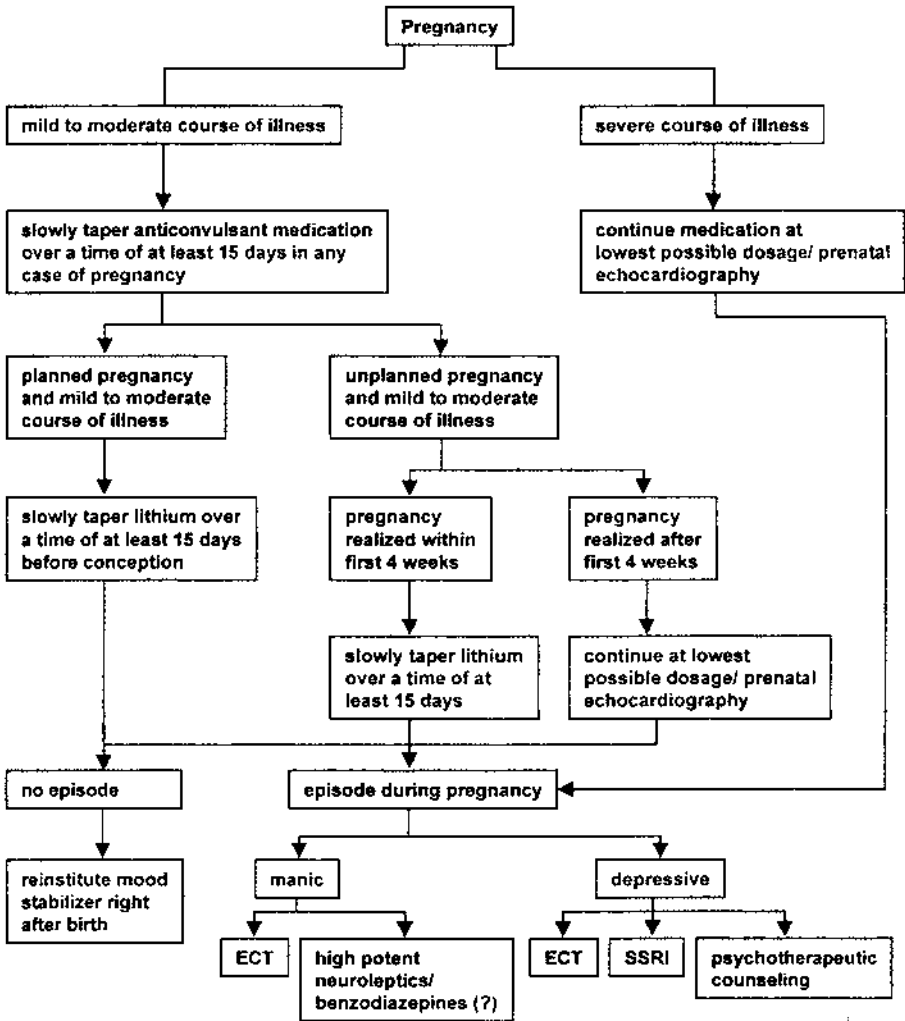 Pregnancy
mild to moderate course of illness
severe course of illness
slowly taper anticonvulsant medication
over a time of at least 15 days in any
case of pregnancy
continue medication at
lowest possible dosage/ prenatal
echocardiography
planned pregnancy
and mild to moderate
course of illness
unplanned pregnancy
and mild to moderate
course of illness
slowly taper lithium over
a time of at least 15 days
before conception
pregnancy
realized within
first 4 weeks
pregnancy
realized after
first 4 weeks
slowly taper lithium
over a time of at
least 15 days
continue at lowest
possible dosage/ prenatal
echocardiography
no episode
episode during pregnancy
reinstitute mood
stabilizer right
after birth
manic
depressive
ECT
high potent
neuroleptics/
benzodiazepines (?)
ECT
SSRI
psychotherapeutic
counseling